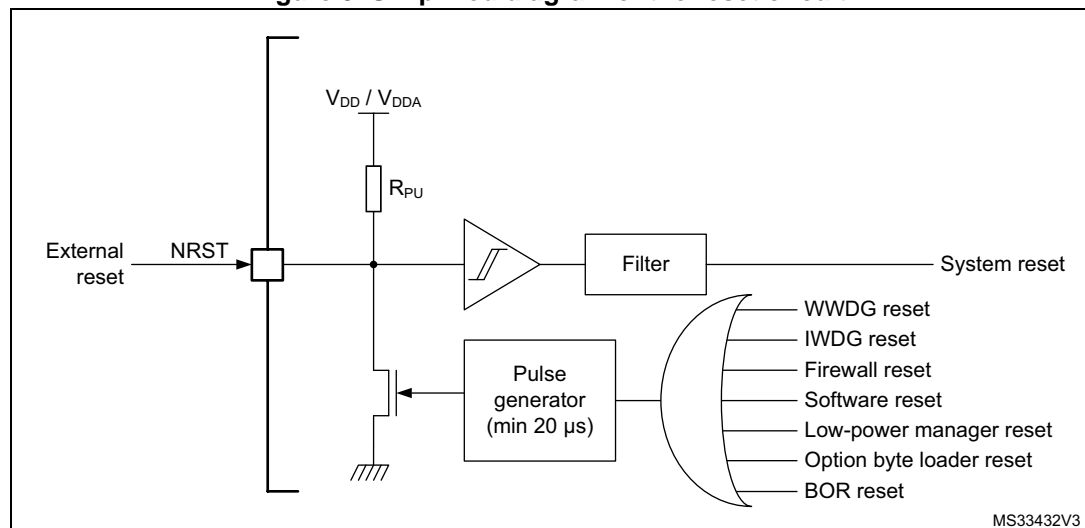 V_DD / V_DDA
R_PU
External
reset
NRST
Filter
System reset
WWDG reset
IWDG reset
Firewall reset
Pulse
generator
(min 20 µs)
Software reset
Low-power manager reset
Option byte loader reset
BOR reset
MS33432V3